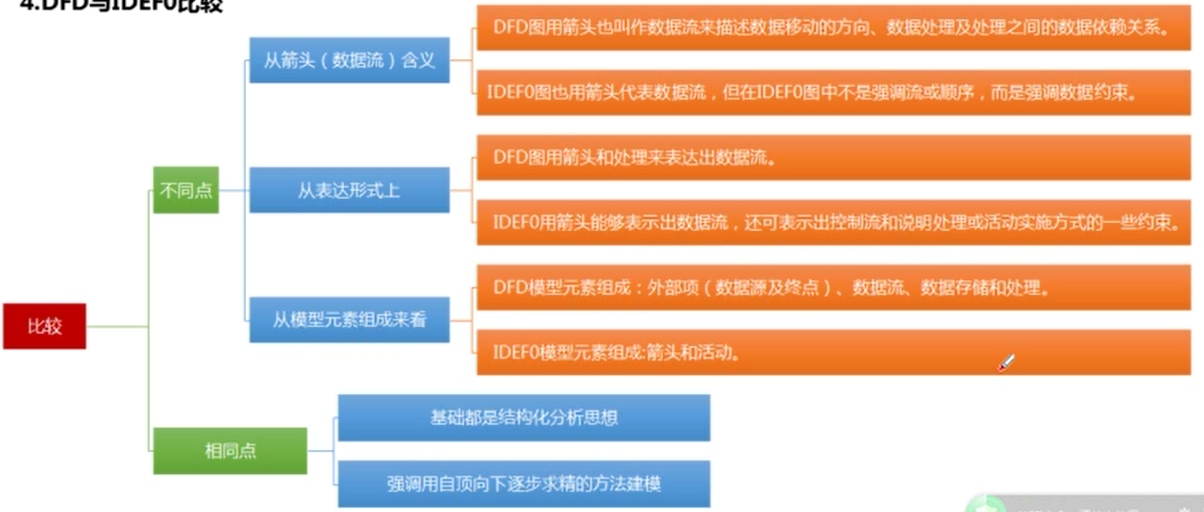 4.DFD与IDEF0比较
从箭头（数据流）含义
DFD图用箭头也叫作数据流来描述数据移动的方向、数据处理及处理之间的数据依赖关系。
IDEF0图也用箭头代表数据流，但在IDEF0图中不是强调流或顺序，而是强调数据约束。
不同点
从表达形式上
DFD图用箭头和处理来表达出数据流。
IDEF0用箭头能够表示出数据流，还可表示出控制流和说明处理或活动实施方式的一些约束。
从模型元素组成来看
DFD模型元素组成：外部项（数据源及终点）、数据流、数据存储和处理。
IDEF0模型元素组成:箭头和活动。
比较
相同点
基础都是结构化分析思想
强调用自顶向下逐步求精的方法建模